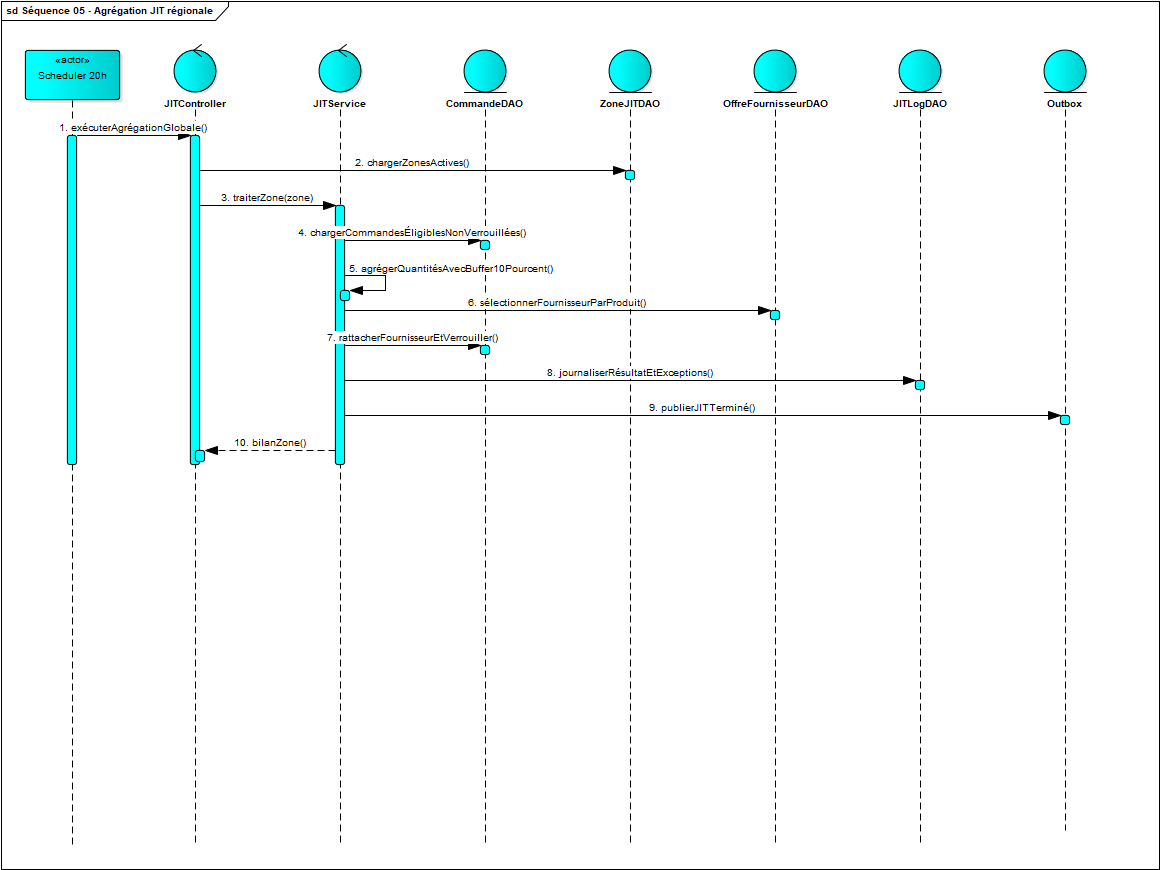 sd Séquence 05 - Agrégation JIT régionale
«actor»
Scheduler 20h
JITController
JITService
CommandeDAO
ZoneJITDAO
OffreFournisseurDAO
JITLogDAO
Outbox
1. exécuterAgrégationGlobale()
2. chargerZonesActives()
3. traiterZone(zone)
4. chargerCommandesÉligiblesNonVerrouillées()
5. agrégerQuantitésAvecBuffer10Pourcent()
6. sélectionnerFournisseurParProduit()
7. rattacherFournisseurEtVerrouiller()
8. journaliserRésultatEtExceptions()
9. publierJITTerminé()
10. bilanZone()